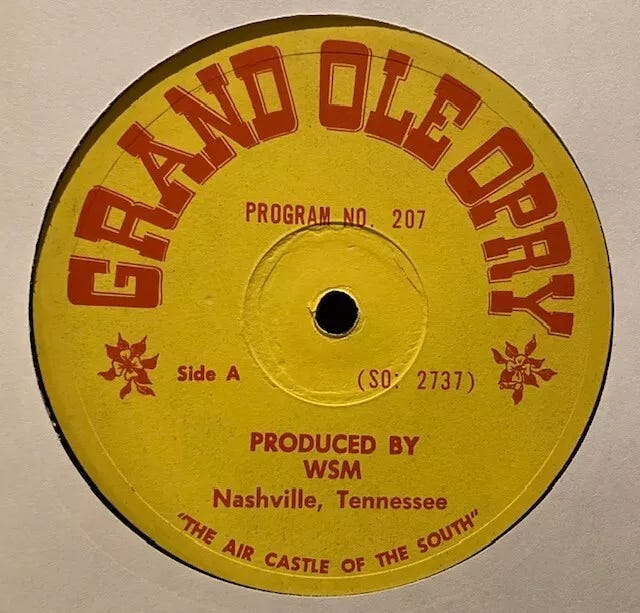 GRAND OLE OPRY
PROGRAM NO. 207
Side A
(SO: 2737)
PRODUCED BY
WSM
Nashville, Tennessee
"THE AIR CASTLE OF THE SOUTH"